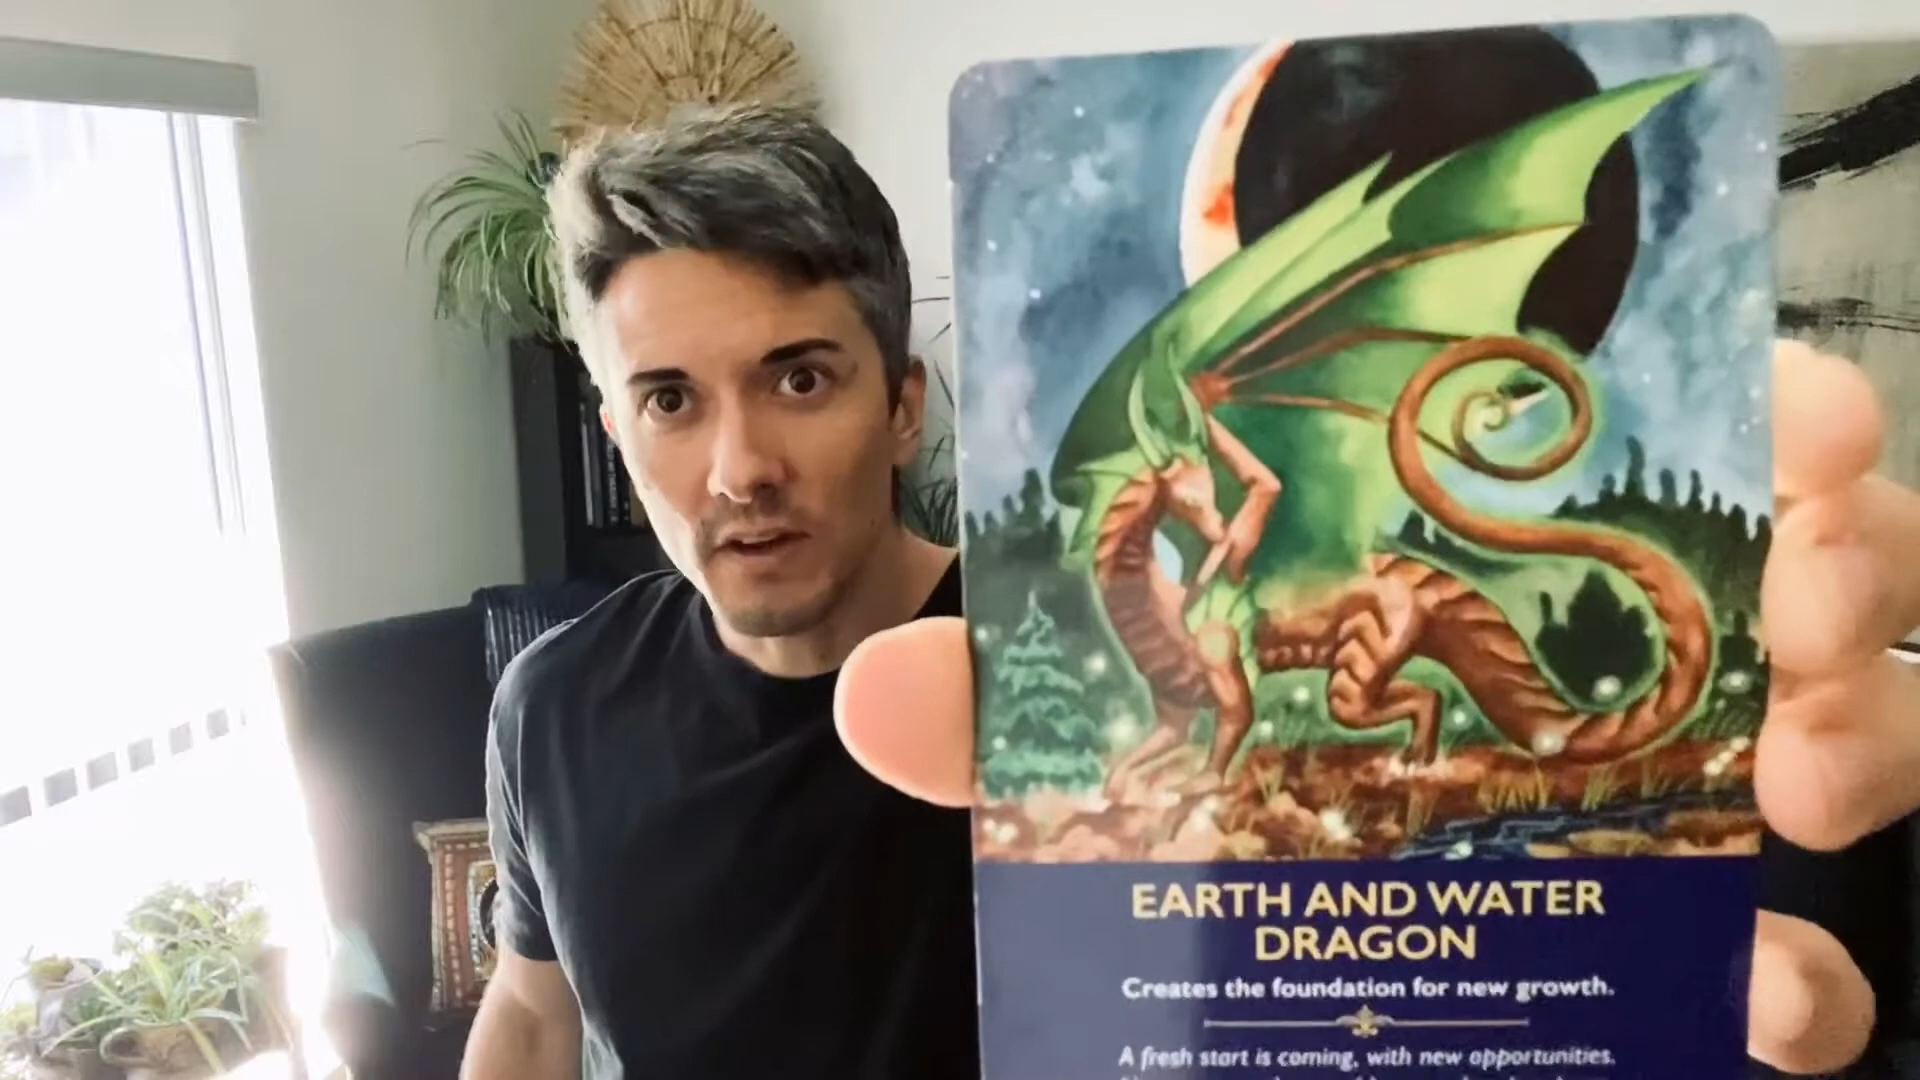 EARTH AND WATER
DRAGON
Creates the foundation for new growth.
A fresh start is coming, with new opportunities.